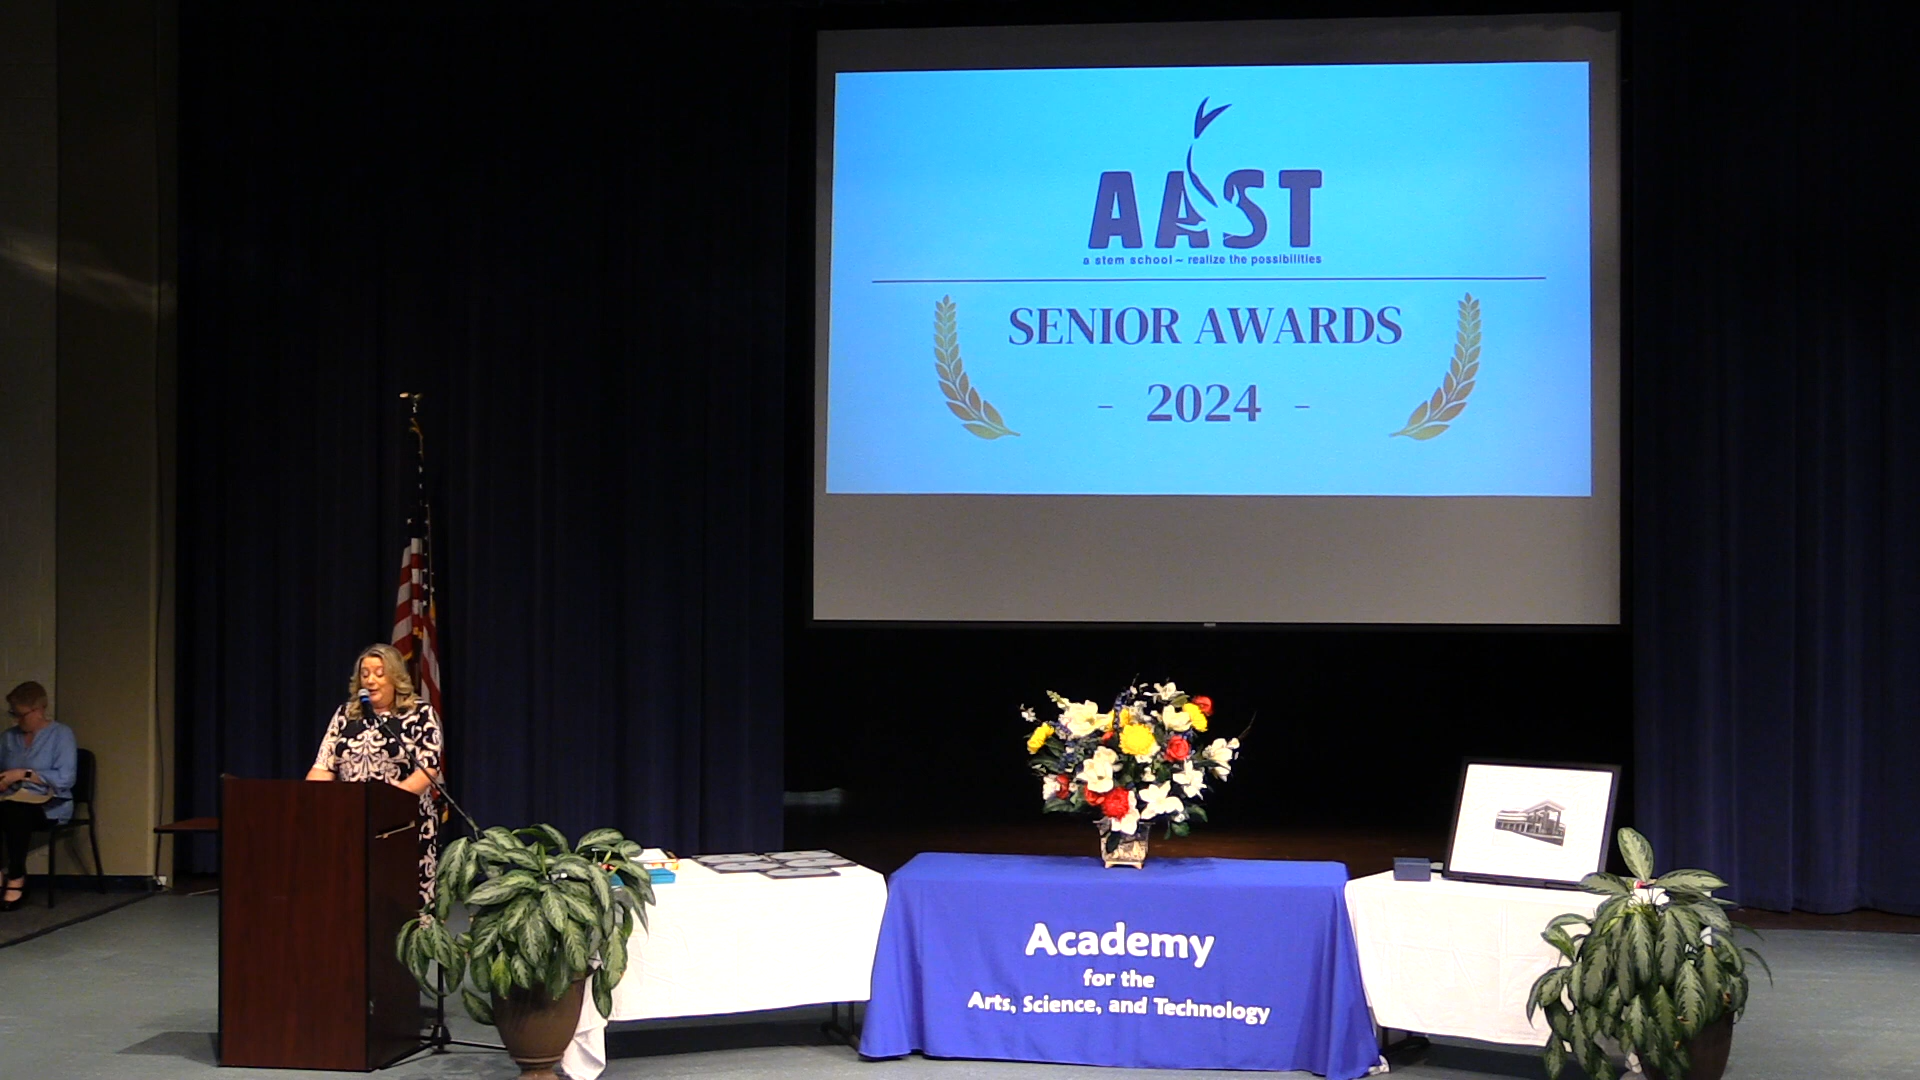 AAST
a stem school ~ realize the possibilities
SENIOR AWARDS
- 2024 -
Academy
for the
Arts, Science, and Technology